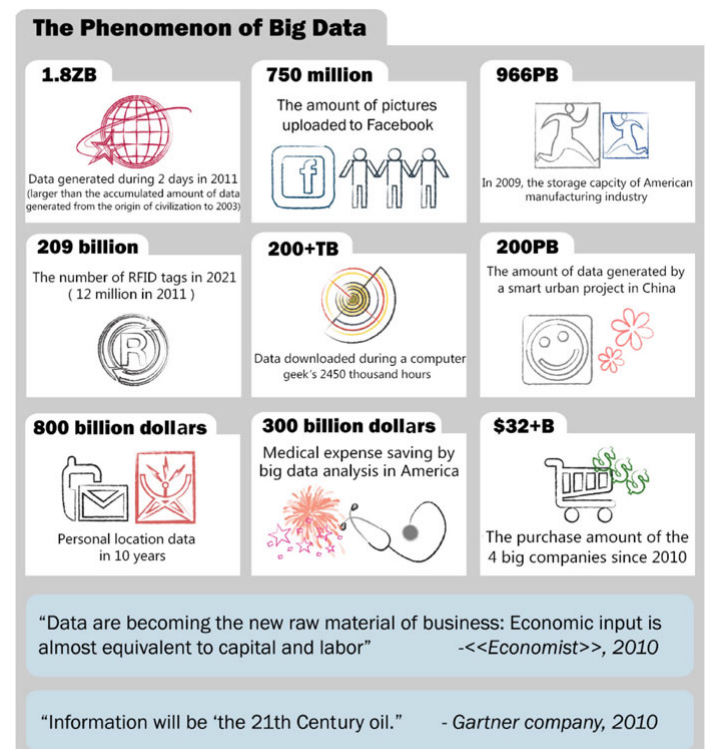 The Phenomenon of Big Data
1.8ZB
Data generated during 2 days in 2011
(larger than the accumulated amount of data
generated from the origin of civilization to 2003)
750 million
The amount of pictures
uploaded to Facebook
f
966PB
In 2009, the storage capcity of American
manufacturing industry
209 billion
The number of RFID tags in 2021
( 12 million in 2011 )
R
200+TB
Data downloaded during a computer
geek's 2450 thousand hours
200PB
The amount of data generated by
a smart urban project in China
800 billion dollars
Personal location data
in 10 years
300 billion dollars
Medical expense saving by
big data analysis in America
$32+B
$$$
The purchase amount of the
4 big companies since 2010
“Data are becoming the new raw material of business: Economic input is
almost equivalent to capital and labor” -<<Economist>>, 2010
“Information will be ‘the 21th Century oil.” - Gartner company, 2010